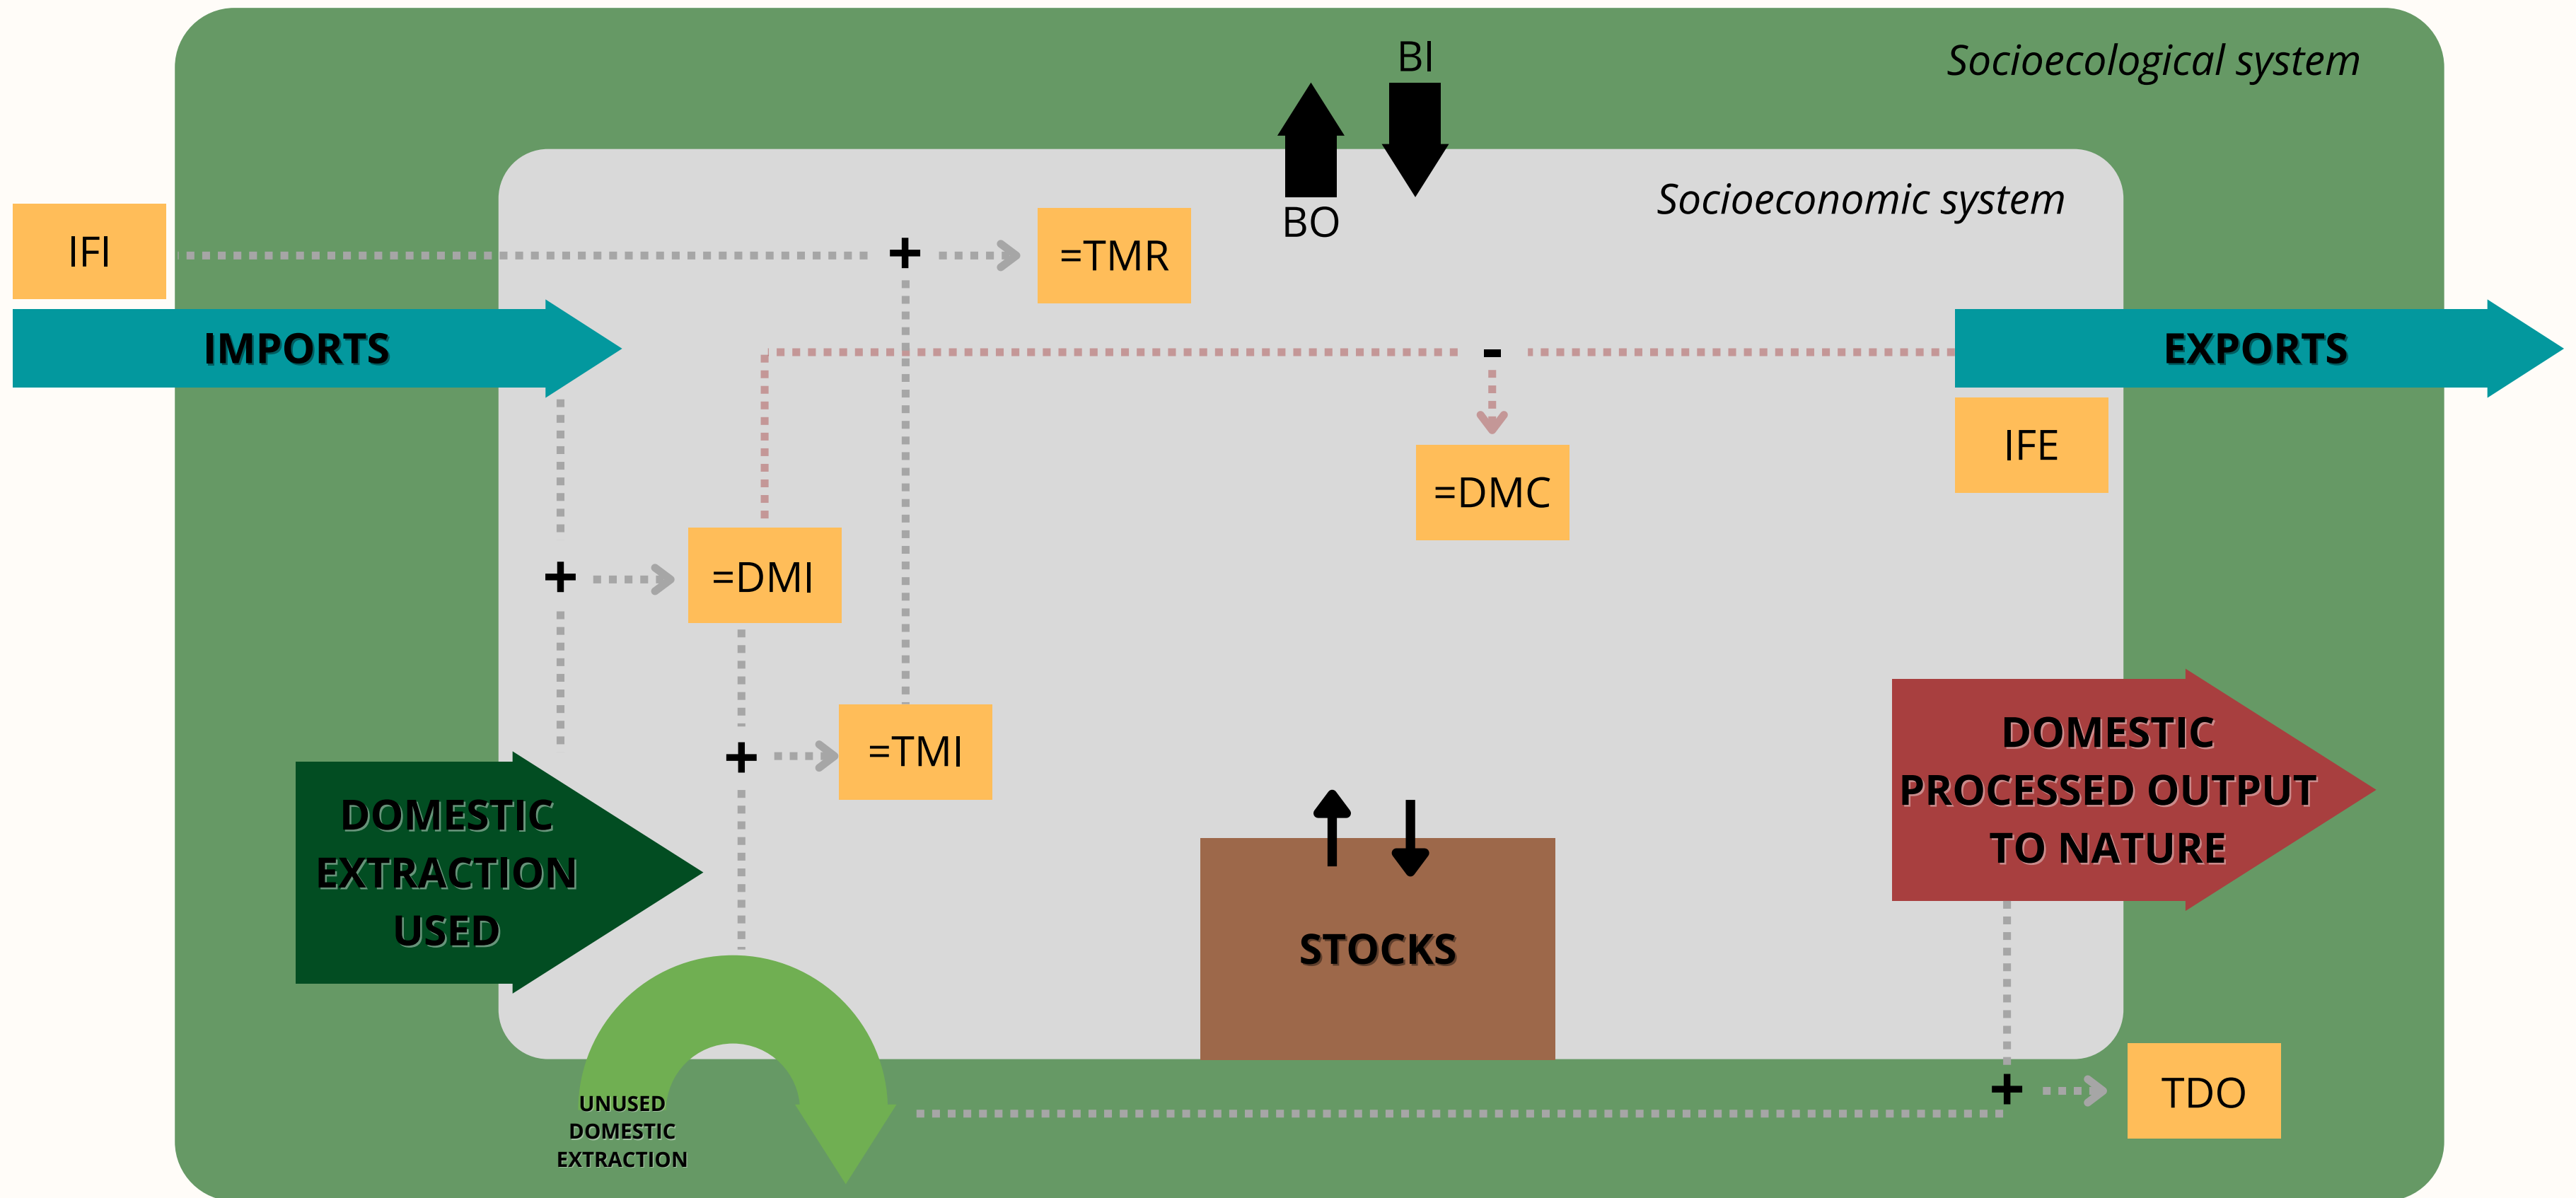 Socioecological system
BI
BO
Socioeconomic system
IFI
+
=TMR
IMPORTS
-
EXPORTS
IFE
=DMC
+
=DMI
+
=TMI
DOMESTIC
EXTRACTION
USED
DOMESTIC
PROCESSED OUTPUT
TO NATURE
STOCKS
UNUSED
DOMESTIC
EXTRACTION
+
TDO